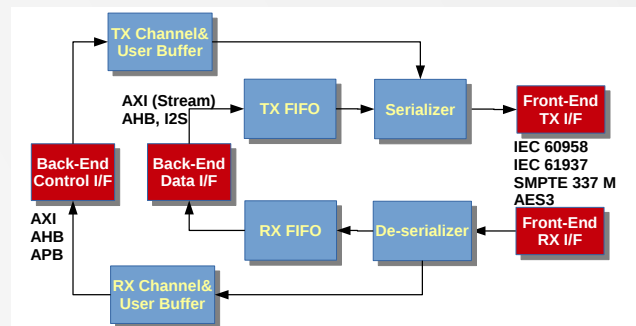 TX Channel&
User Buffer
AXI (Stream)
AHB, I2S
TX FIFO
Serializer
Front-End
TX I/F
IEC 60958
IEC 61937
SMPTE 337 M
AES3
Back-End
Control I/F
Back-End
Data I/F
AXI
AHB
APB
RX FIFO
De-serializer
Front-End
RX I/F
RX Channel&
User Buffer